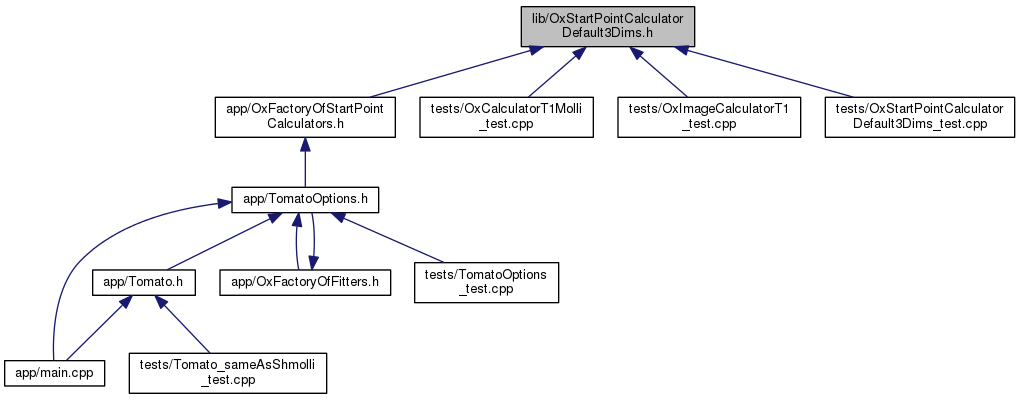 lib/OxStartPointCalculator
Default3Dims.h
app/OxFactoryOfStartPoint
Calculators.h
tests/OxCalculatorT1Molli
_test.cpp
tests/OxImageCalculatorT1
_test.cpp
tests/OxStartPointCalculator
Default3Dims_test.cpp
app/TomatoOptions.h
app/Tomato.h
app/OxFactoryOfFitters.h
tests/TomatoOptions
_test.cpp
app/main.cpp
tests/Tomato_sameAsShmolli
_test.cpp